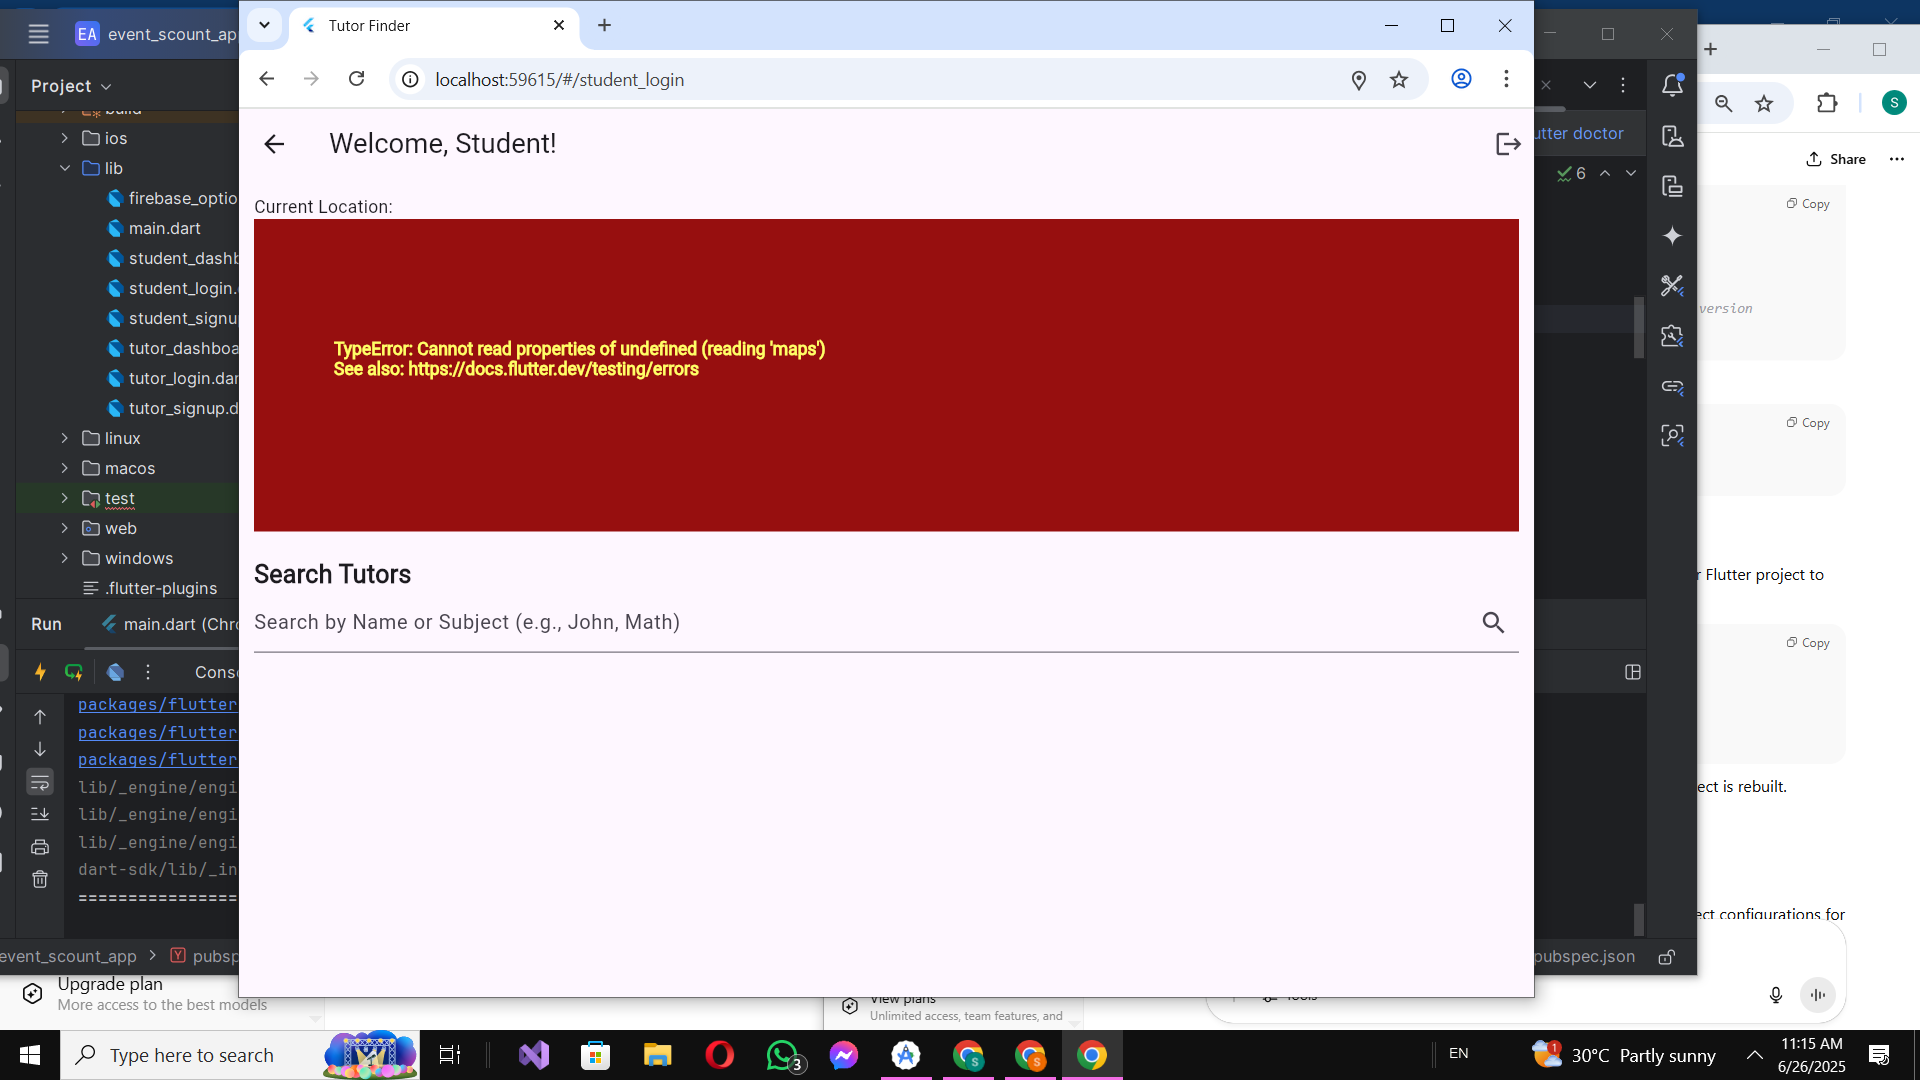 EA event_scount_ap
Tutor Finder
localhost:59615/#/student_login
Project
build
ios
lib
firebase_optio
main.dart
student_dashb
student_login.
student_signu
tutor_dashboa
tutor_login.dar
tutor_signup.d
linux
macos
test
web
windows
.flutter-plugins
Run
main.dart (Chro
Conso
packages/flutter
packages/flutter
packages/flutter
lib/_engine/engi
lib/_engine/engi
lib/_engine/engi
dart-sdk/lib/_in
=================
event_scount_app > pubsp
Upgrade plan
More access to the best models
Welcome, Student!
Current Location:
TypeError: Cannot read properties of undefined (reading 'maps')
See also: https://docs.flutter.dev/testing/errors
Search Tutors
Search by Name or Subject (e.g., John, Math)
utter doctor
6
S
Share
Copy
version
Copy
r Flutter project to
Copy
ect is rebuilt.
ect configurations for
pubspec.json
View plans
Unlimited access, team features, and
Tools
Type here to search
3
S
S
EN
1
30°C Partly sunny
11:15 AM
6/26/2025